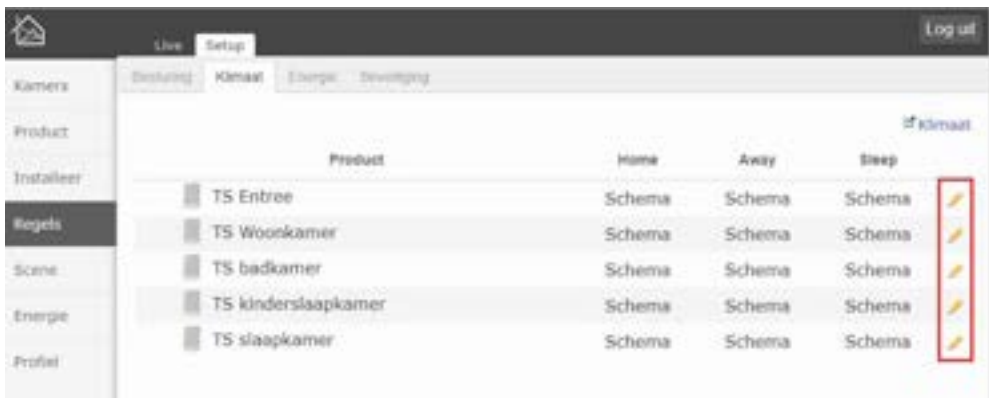 Log uit
Live Setup
Besturing Klimaat Energie Beveiliging
Kamers
Klimaat
Product
Product Home Away Sleep
Installeer
TS Entree Schema Schema Schema
Regels
TS Woonkamer Schema Schema Schema
Scene
TS badkamer Schema Schema Schema
TS kinderslaapkamer Schema Schema Schema
Energie
TS slaapkamer Schema Schema Schema
Profiel